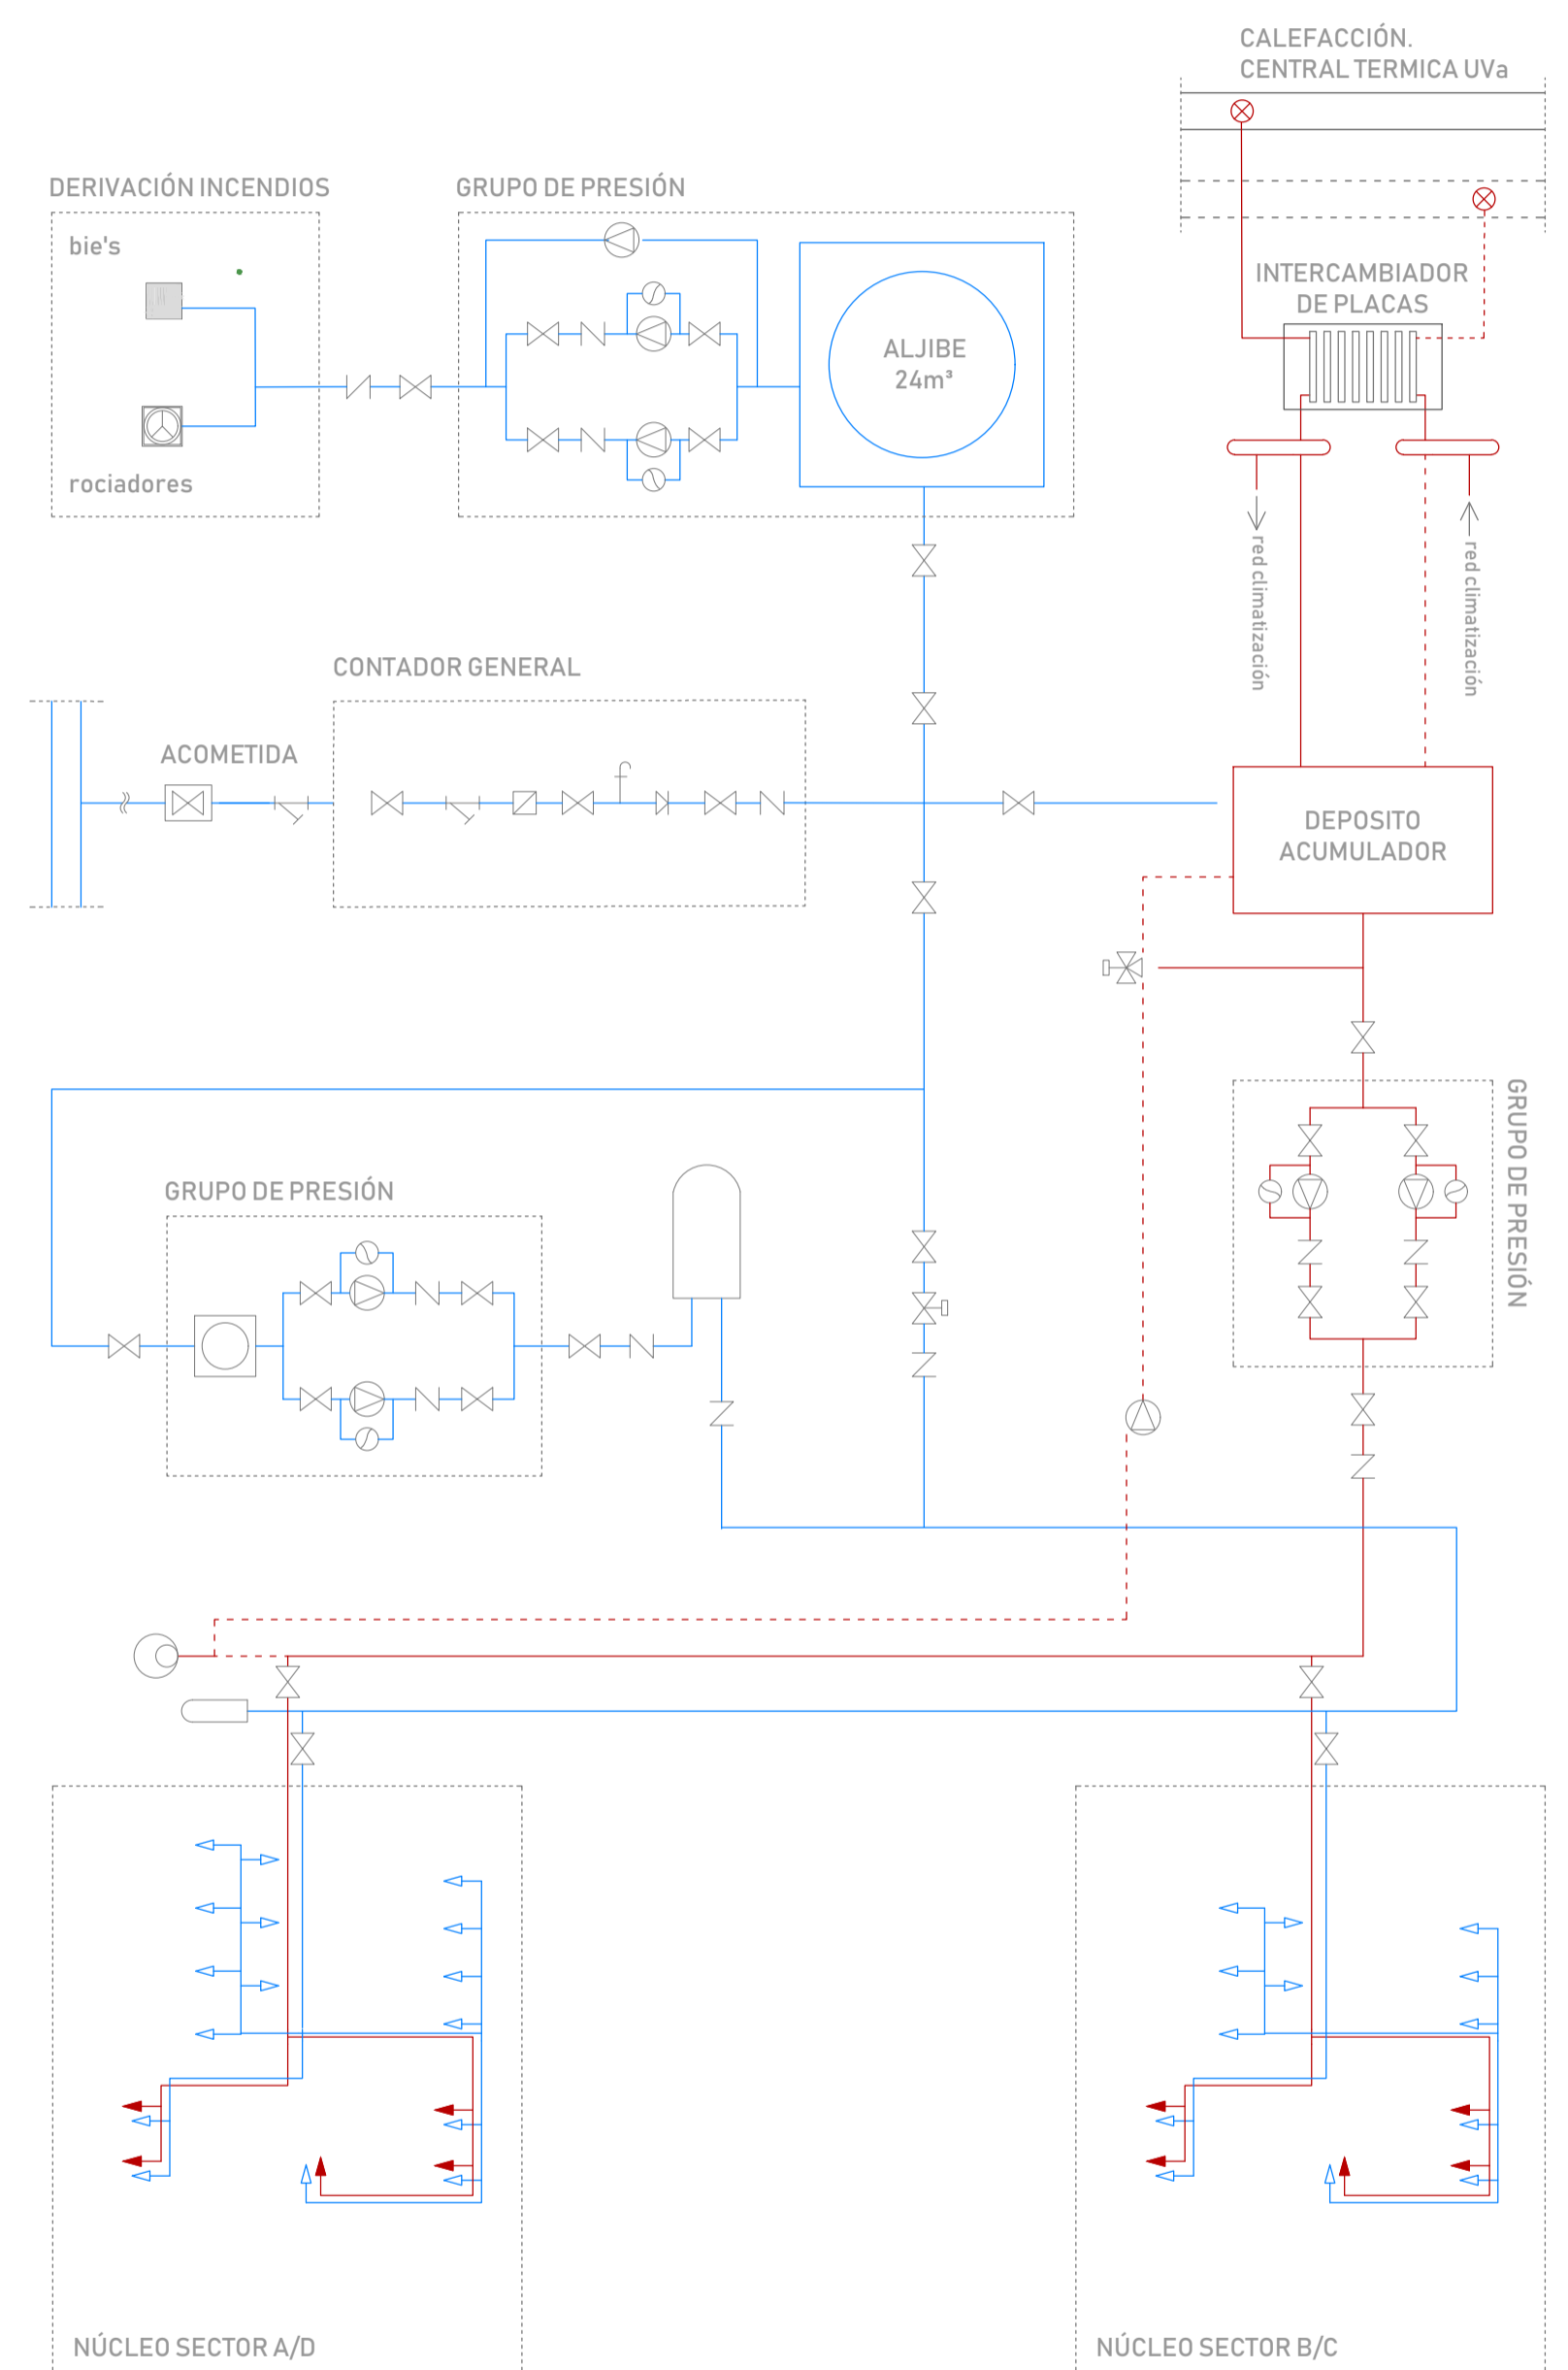 CALEFACCIÓN.
CENTRAL TERMICA UVa
DERIVACIÓN INCENDIOS
GRUPO DE PRESIÓN
bie's
rociadores
ALJIBE
24m³
INTERCAMBIADOR
DE PLACAS
red climatización
red climatización
CONTADOR GENERAL
ACOMETIDA
DEPOSITO
ACUMULADOR
GRUPO DE PRESIÓN
GRUPO DE PRESIÓN
NÚCLEO SECTOR A/D
NÚCLEO SECTOR B/C